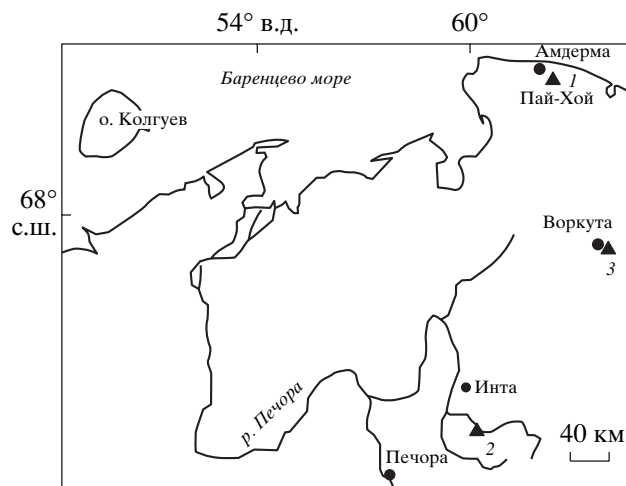 54° в.д.
60°
Амдерма
Баренцево море
1
Пай-Хой
о. Колгуев
68°
с.ш.
Воркута
3
р. Печора
Инта
2
40 км
Печора